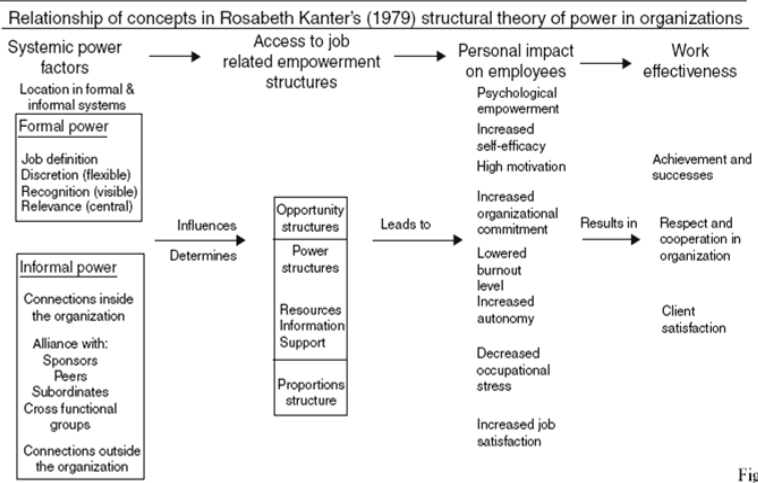 Relationship of concepts in Rosabeth Kanter's (1979) structural theory of power in organizations
Systemic power
factors
Location in formal &
informal systems
Formal power
Job definition
Discretion (flexible)
Recognition (visible)
Relevance (central)
Informal power
Connections inside
the organization
Alliance with:
Sponsors
Peers
Subordinates
Cross functional
groups
Connections outside
the organization
Influences
Determines
Access to job
related empowerment
structures
Opportunity
structures
Power
structures
Resources
Information
Support
Proportions
structure
Leads to
Personal impact
on employees
Psychological
empowerment
Increased
self-efficacy
High motivation
Increased
organizational
commitment
Lowered
burnout
level
Increased
autonomy
Decreased
occupational
stress
Increased job
satisfaction
Results in
Work
effectiveness
Achievement and
successes
Respect and
cooperation in
organization
Client
satisfaction
Fig